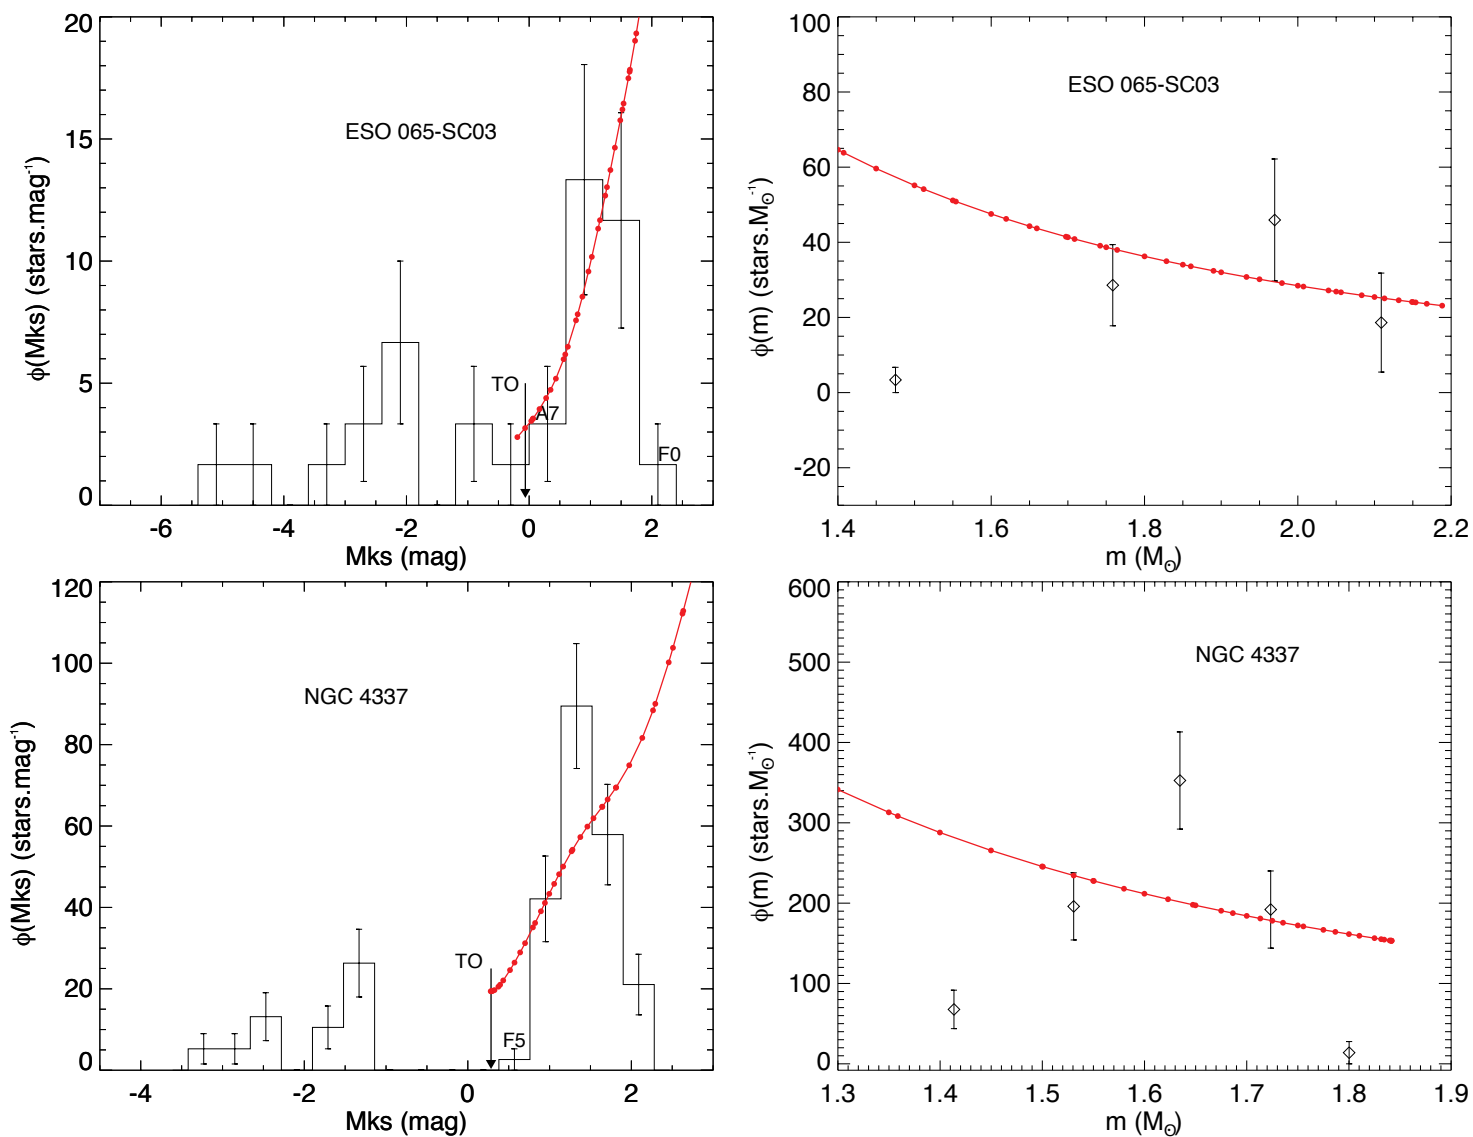 20
15
10
5
0
ϕ(Mks) (stars.mag⁻¹)
ESO 065-SC03
TO
A7
F0
-6 -4 -2 0 2
Mks (mag)
100
80
60
40
20
0
-20
ϕ(m) (stars.M⊙⁻¹)
ESO 065-SC03
1.4 1.6 1.8 2.0 2.2
m (M⊙)
120
100
80
60
40
20
0
ϕ(Mks) (stars.mag⁻¹)
NGC 4337
TO
F5
-4 -2 0 2
Mks (mag)
600
500
400
300
200
100
0
ϕ(m) (stars.M⊙⁻¹)
NGC 4337
1.3 1.4 1.5 1.6 1.7 1.8 1.9
m (M⊙)